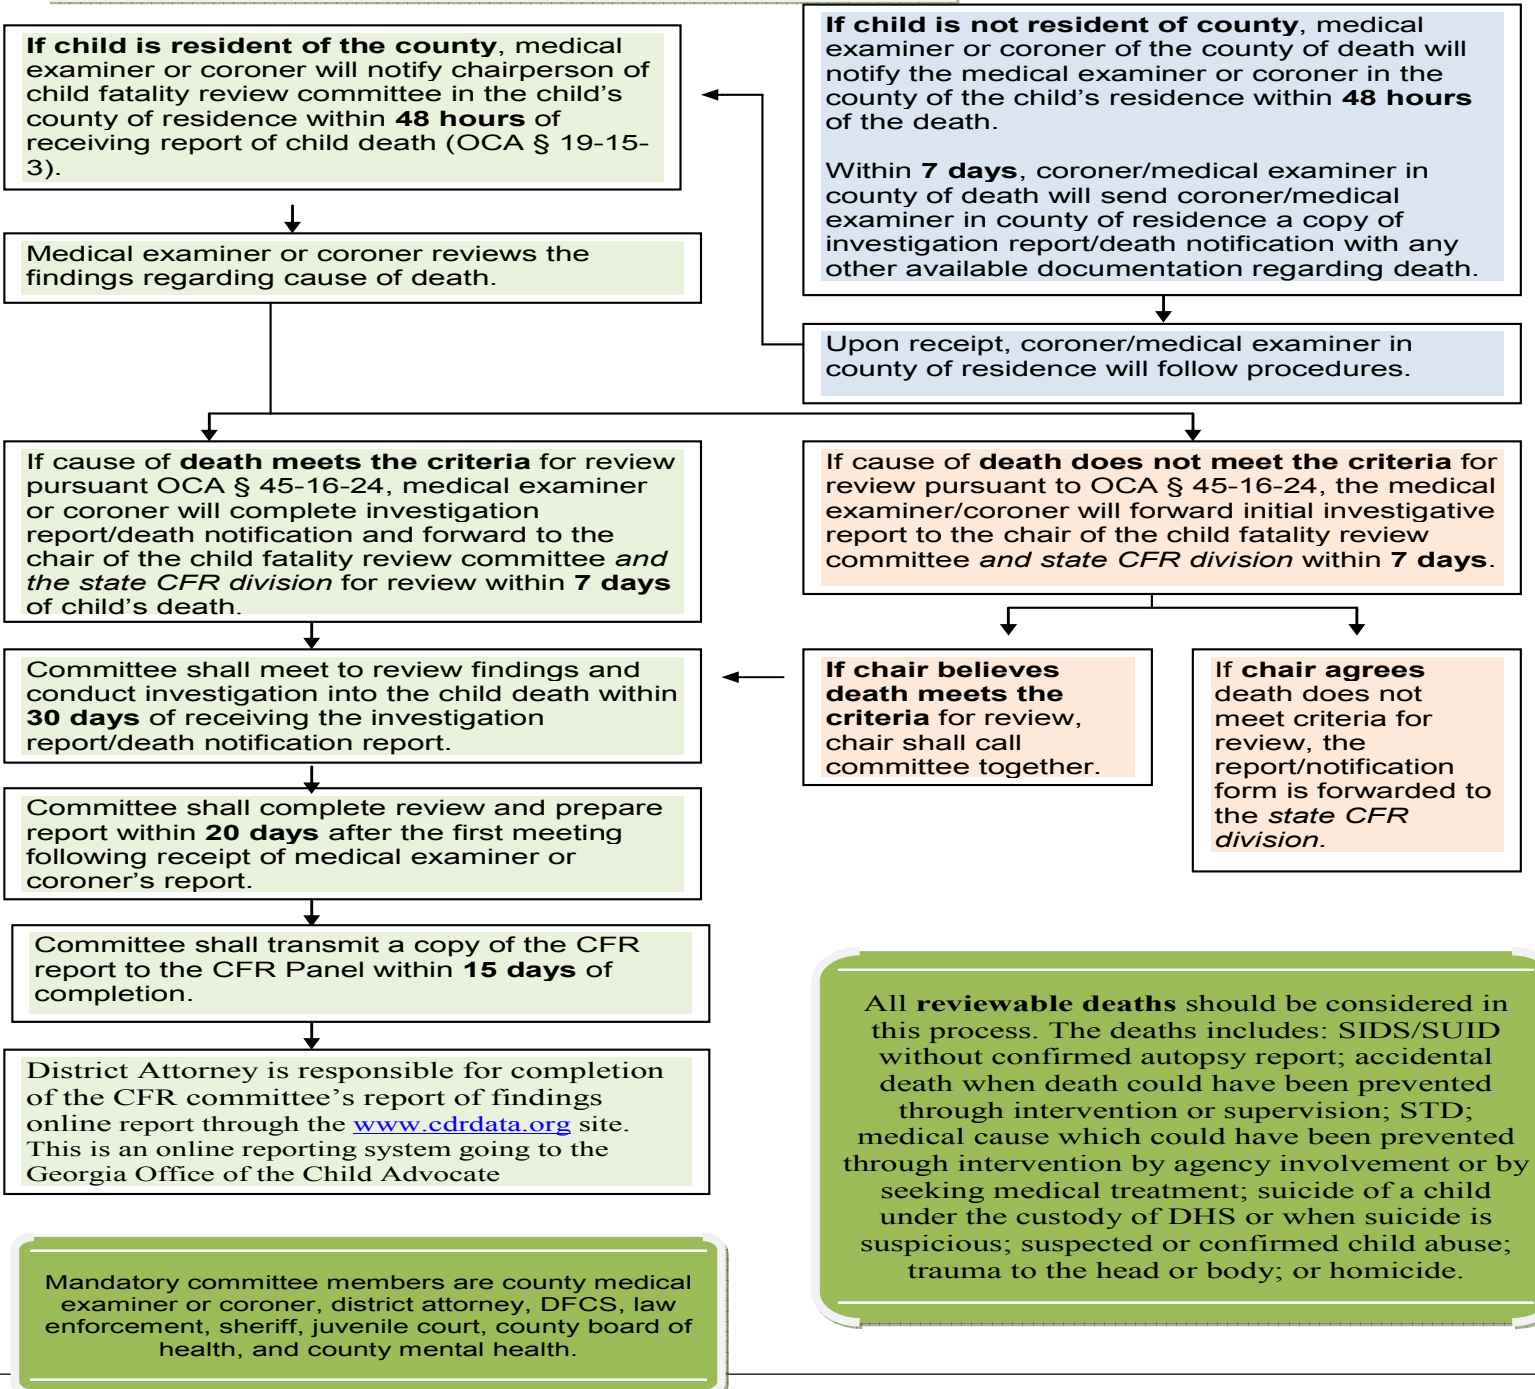 If child is resident of the county, medical
examiner or coroner will notify chairperson of
child fatality review committee in the child's
county of residence within 48 hours of
receiving report of child death (OCA § 19-15-
3).
If child is not resident of county, medical
examiner or coroner of the county of death will
notify the medical examiner or coroner in the
county of the child's residence within 48 hours
of the death.
Within 7 days, coroner/medical examiner in
county of death will send coroner/medical
examiner in county of residence a copy of
investigation report/death notification with any
other available documentation regarding death.
Medical examiner or coroner reviews the
findings regarding cause of death.
Upon receipt, coroner/medical examiner in
county of residence will follow procedures.
If cause of death meets the criteria for review
pursuant OCA § 45-16-24, medical examiner
or coroner will complete investigation
report/death notification and forward to the
chair of the child fatality review committee and
the state CFR division for review within 7 days
of child's death.
If cause of death does not meet the criteria for
review pursuant to OCA § 45-16-24, the medical
examiner/coroner will forward initial investigative
report to the chair of the child fatality review
committee and state CFR division within 7 days.
Committee shall meet to review findings and
conduct investigation into the child death within
30 days of receiving the investigation
report/death notification report.
If chair believes
death meets the
criteria for review,
chair shall call
committee together.
If chair agrees
death does not
meet criteria for
review, the
report/notification
form is forwarded to
the state CFR
division.
Committee shall complete review and prepare
report within 20 days after the first meeting
following receipt of medical examiner or
coroner's report.
Committee shall transmit a copy of the CFR
report to the CFR Panel within 15 days of
completion.
District Attorney is responsible for completion
of the CFR committee's report of findings
online report through the www.cdrdata.org site.
This is an online reporting system going to the
Georgia Office of the Child Advocate
All reviewable deaths should be considered in
this process. The deaths includes: SIDS/SUID
without confirmed autopsy report; accidental
death when death could have been prevented
through intervention or supervision; STD;
medical cause which could have been prevented
through intervention by agency involvement or by
seeking medical treatment; suicide of a child
under the custody of DHS or when suicide is
suspicious; suspected or confirmed child abuse;
trauma to the head or body; or homicide.
Mandatory committee members are county medical
examiner or coroner, district attorney, DFCS, law
enforcement, sheriff, juvenile court, county board of
health, and county mental health.